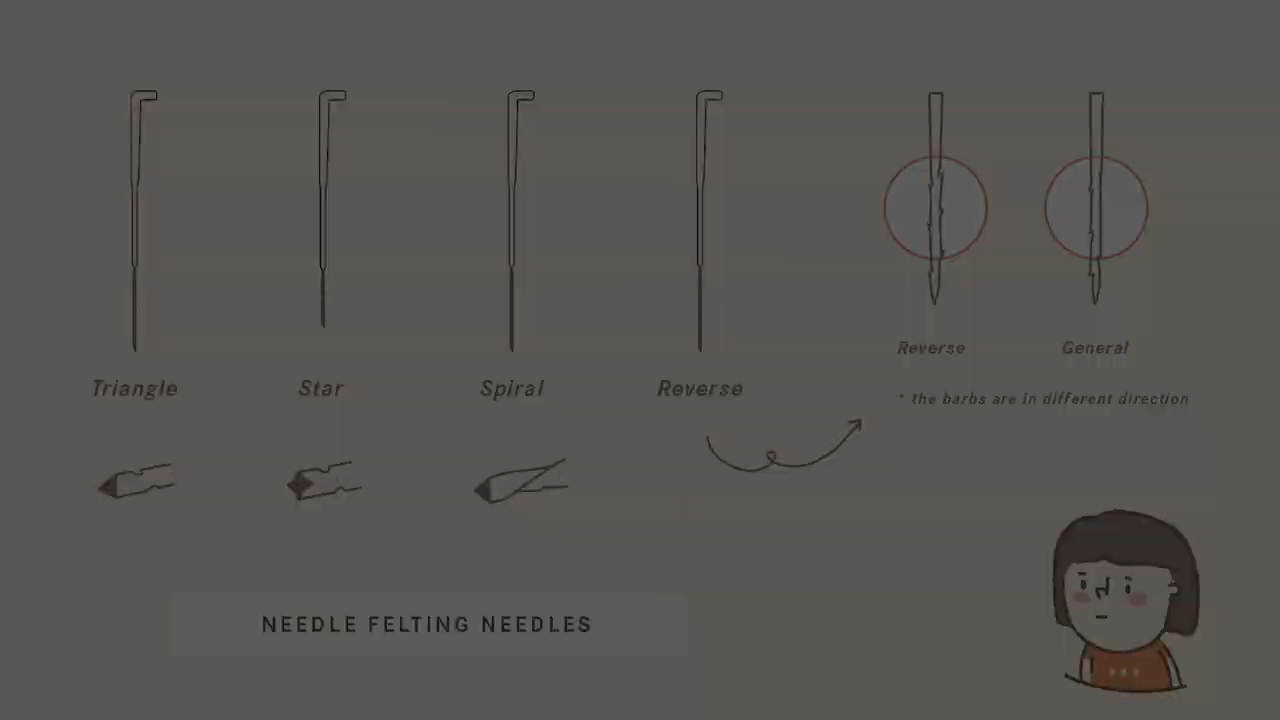 Triangle
Star
Spiral
Reverse
Reverse
General
* the barbs are in different direction
NEEDLE FELTING NEEDLES